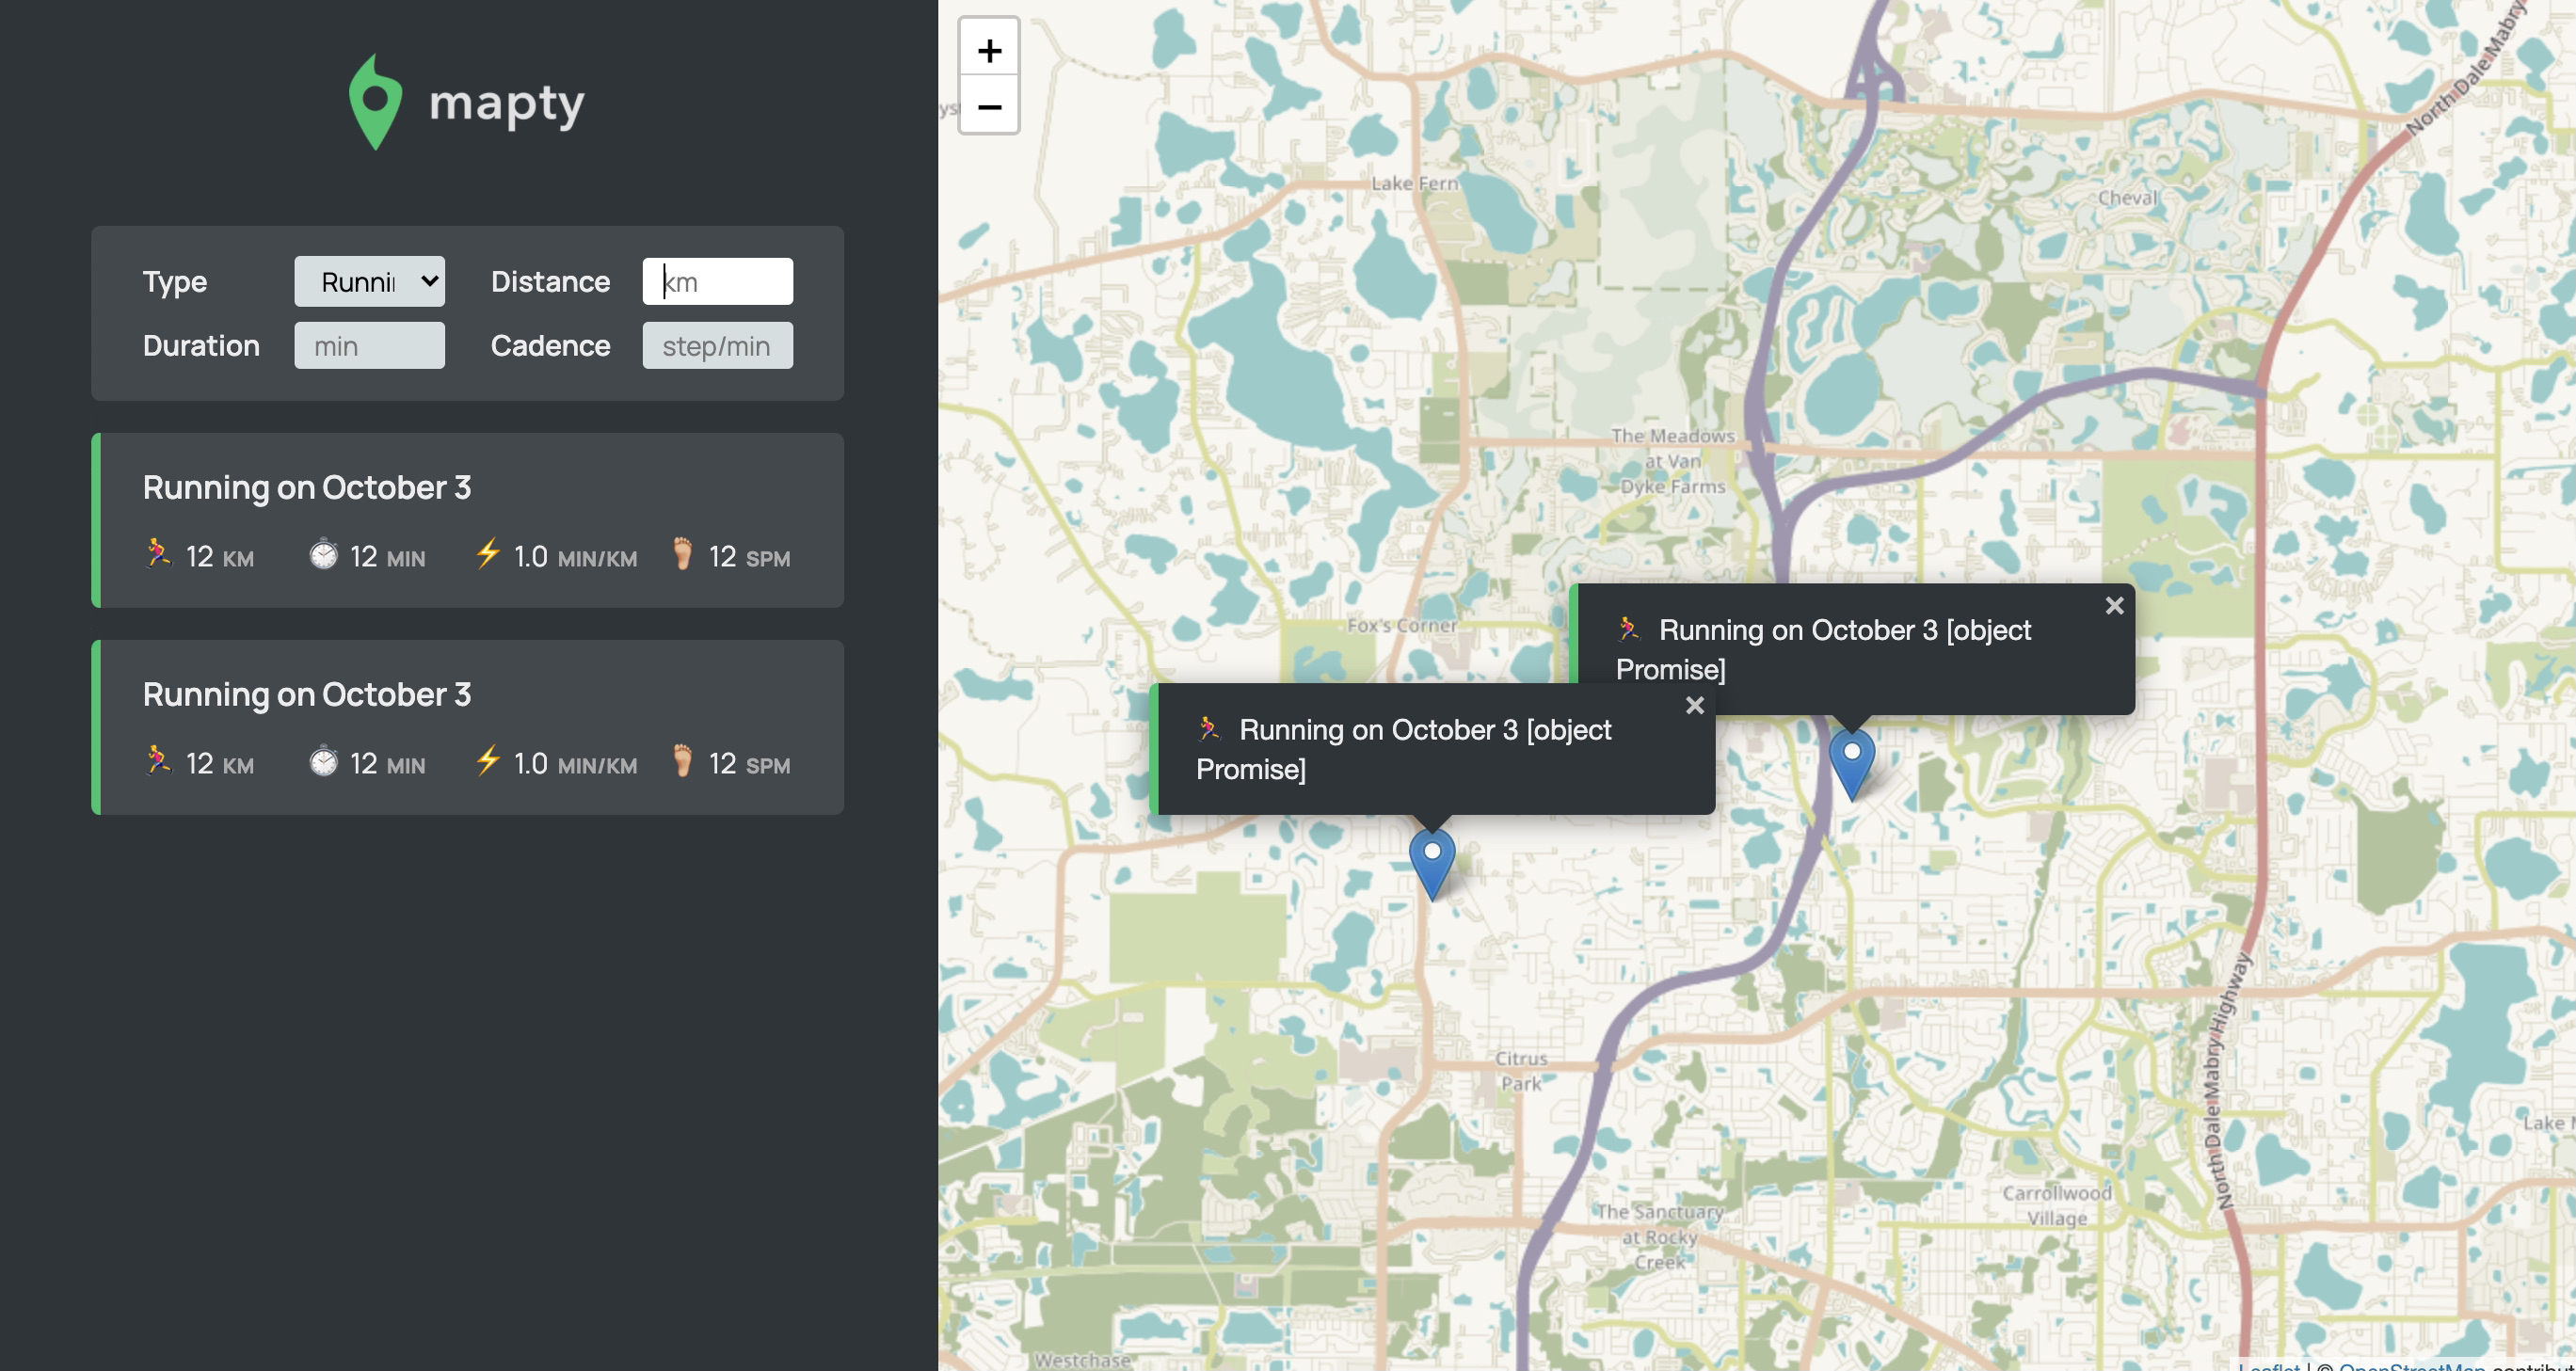 mapty
Type
Runni
Distance
km
Duration
min
Cadence
step/min
Running on October 3
12 KM
12 MIN
1.0 MIN/KM
12 SPM
Running on October 3
12 KM
12 MIN
1.0 MIN/KM
12 SPM
+
−
North Dale Mabry
Lake Fern
Cheval
The Meadows
at Van
Dyke Farms
Fox's Corner
Running on October 3 [object
Promise]
×
Running on October 3 [object
Promise]
×
North Dale Mabry Highway
Citrus
Park
Lake
Carrollwood
Village
The Sanctuary
at Rocky
Creek
Westchase
Leaflet | © OpenStreetMap